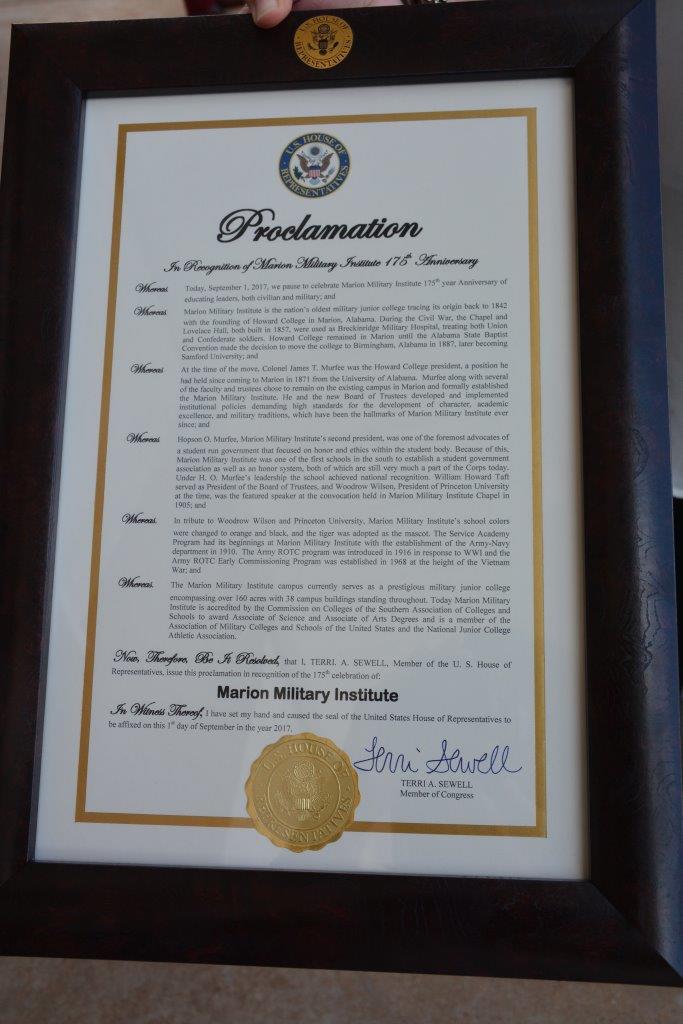 U.S. HOUSE OF REPRESENTATIVES
U.S. HOUSE OF REPRESENTATIVES
Proclamation
In Recognition of Marion Military Institute 175th Anniversary
Whereas, Today, September 1, 2017, we pause to celebrate Marion Military Institute 175th year Anniversary of
educating leaders, both civilian and military; and
Whereas, Marion Military Institute is the nation's oldest military junior college tracing its origin back to 1842
with the founding of Howard College in Marion, Alabama. During the Civil War, the Chapel and
Lovelace Hall, both built in 1857, were used as Breckinridge Military Hospital, treating both Union
and Confederate soldiers. Howard College remained in Marion until the Alabama State Baptist
Convention made the decision to move the college to Birmingham, Alabama in 1887, later becoming
Samford University; and
Whereas, At the time of the move, Colonel James T. Murfee was the Howard College president, a position he
had held since coming to Marion in 1871 from the University of Alabama. Murfee along with several
of the faculty and trustees chose to remain on the existing campus in Marion and formally established
the Marion Military Institute. He and the new Board of Trustees developed and implemented
institutional policies demanding high standards for the development of character, academic
excellence, and military traditions, which have been the hallmarks of Marion Military Institute ever
since; and
Whereas, Hopson O. Murfee, Marion Military Institute's second president, was one of the foremost advocates of
a student run government that focused on honor and ethics within the student body. Because of this,
Marion Military Institute was one of the first schools in the south to establish a student government
association as well as an honor system, both of which are still very much a part of the Corps today.
Under H. O. Murfee's leadership the school achieved national recognition. William Howard Taft
served as President of the Board of Trustees, and Woodrow Wilson, President of Princeton University
at the time, was the featured speaker at the convocation held in Marion Military Institute Chapel in
1905; and
Whereas, In tribute to Woodrow Wilson and Princeton University, Marion Military Institute's school colors
were changed to orange and black, and the tiger was adopted as the mascot. The Service Academy
Program had its beginnings at Marion Military Institute with the establishment of the Army-Navy
department in 1910. The Army ROTC program was introduced in 1916 in response to WWI and the
Army ROTC Early Commissioning Program was established in 1968 at the height of the Vietnam
War; and
Whereas, The Marion Military Institute campus currently serves as a prestigious military junior college
encompassing over 160 acres with 38 campus buildings standing throughout. Today Marion Military
Institute is accredited by the Commission on Colleges of the Southern Association of Colleges and
Schools to award Associate of Science and Associate of Arts Degrees and is a member of the
Association of Military Colleges and Schools of the United States and the National Junior College
Athletic Association.
Now, Therefore, Be It Resolved, that I, TERRI. A. SEWELL, Member of the U. S. House of
Representatives, issue this proclamation in recognition of the 175th celebration of:
Marion Military Institute
In Witness Thereof, I have set my hand and caused the seal of the United States House of Representatives to
be affixed on this 1st day of September in the year 2017.
Terri Sewell
TERRI A. SEWELL
Member of Congress
U.S. HOUSE OF REPRESENTATIVES